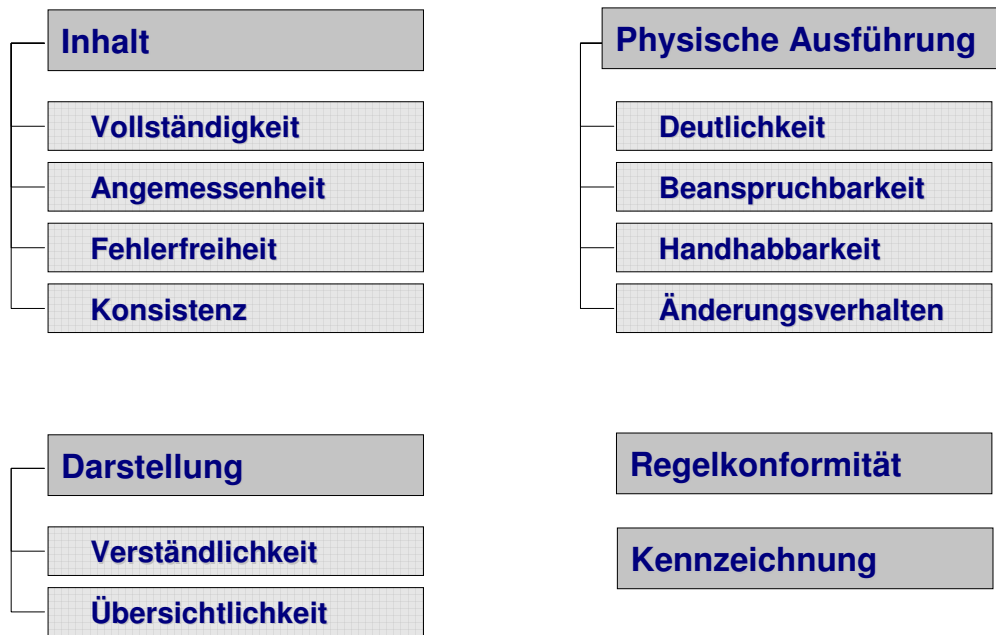 Inhalt
Vollständigkeit
Angemessenheit
Fehlerfreiheit
Konsistenz
Physische Ausführung
Deutlichkeit
Beanspruchbarkeit
Handhabbarkeit
Änderungsverhalten
Darstellung
Verständlichkeit
Übersichtlichkeit
Regelkonformität
Kennzeichnung